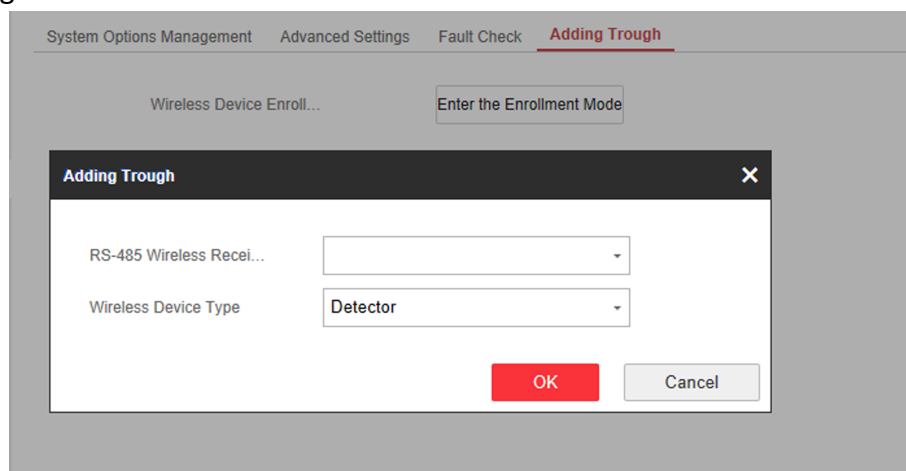 System Options Management Advanced Settings Fault Check Adding Trough
Wireless Device Enroll... Enter the Enrollment Mode
Adding Trough
RS-485 Wireless Recei...
Wireless Device Type Detector
OK Cancel